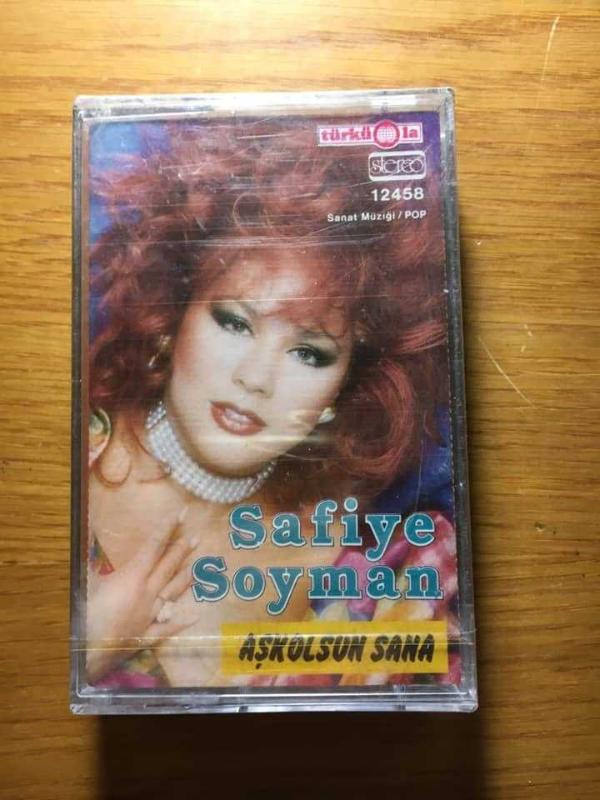 türküola
stereo
12458
Sanat Müziği / POP
Safiye
Soyman
AŞKOLSUN SANA